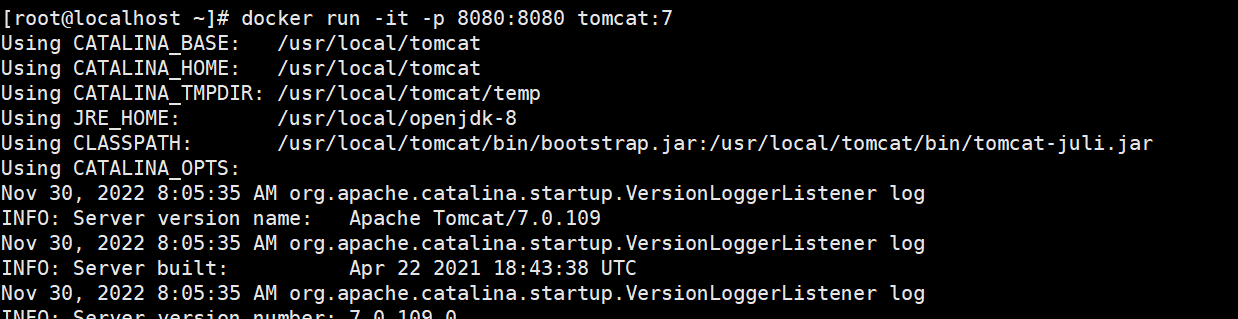 [root@localhost ~]# docker run -it -p 8080:8080 tomcat:7
Using CATALINA_BASE:   /usr/local/tomcat
Using CATALINA_HOME:   /usr/local/tomcat
Using CATALINA_TMPDIR: /usr/local/tomcat/temp
Using JRE_HOME:        /usr/local/openjdk-8
Using CLASSPATH:       /usr/local/tomcat/bin/bootstrap.jar:/usr/local/tomcat/bin/tomcat-juli.jar
Using CATALINA_OPTS:
Nov 30, 2022 8:05:35 AM org.apache.catalina.startup.VersionLoggerListener log
INFO: Server version name:   Apache Tomcat/7.0.109
Nov 30, 2022 8:05:35 AM org.apache.catalina.startup.VersionLoggerListener log
INFO: Server built:          Apr 22 2021 18:43:38 UTC
Nov 30, 2022 8:05:35 AM org.apache.catalina.startup.VersionLoggerListener log
INFO: Server version number: 7.0.109.0